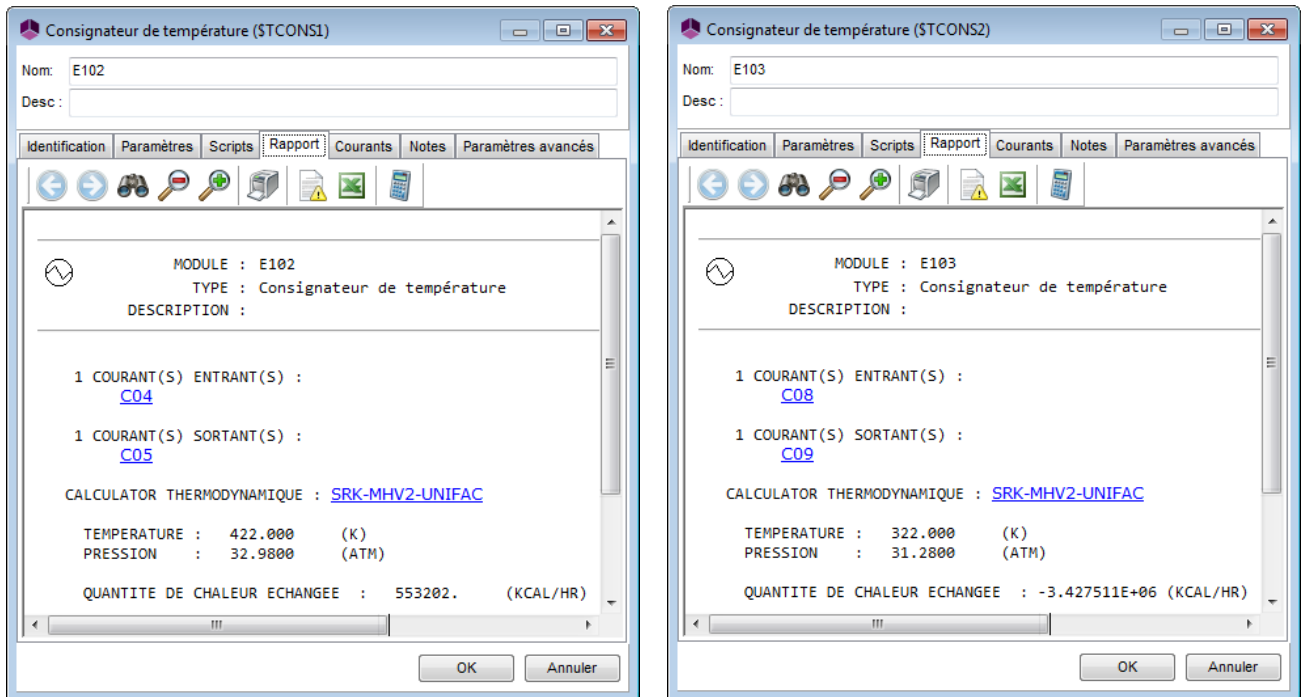 Consignateur de température ($TCONS1)
Nom: E102
Desc :
Identification Paramètres Scripts Rapport Courants Notes Paramètres avancés
MODULE : E102
TYPE : Consignateur de température
DESCRIPTION :
1 COURANT(S) ENTRANT(S) :
C04
1 COURANT(S) SORTANT(S) :
C05
CALCULATOR THERMODYNAMIQUE : SRK-MHV2-UNIFAC
TEMPERATURE : 422.000 (K)
PRESSION : 32.9800 (ATM)
QUANTITE DE CHALEUR ECHANGEE : 553202. (KCAL/HR)
OK Annuler
Consignateur de température ($TCONS2)
Nom: E103
Desc :
Identification Paramètres Scripts Rapport Courants Notes Paramètres avancés
MODULE : E103
TYPE : Consignateur de température
DESCRIPTION :
1 COURANT(S) ENTRANT(S) :
C08
1 COURANT(S) SORTANT(S) :
C09
CALCULATOR THERMODYNAMIQUE : SRK-MHV2-UNIFAC
TEMPERATURE : 322.000 (K)
PRESSION : 31.2800 (ATM)
QUANTITE DE CHALEUR ECHANGEE : -3.427511E+06 (KCAL/HR)
OK Annuler